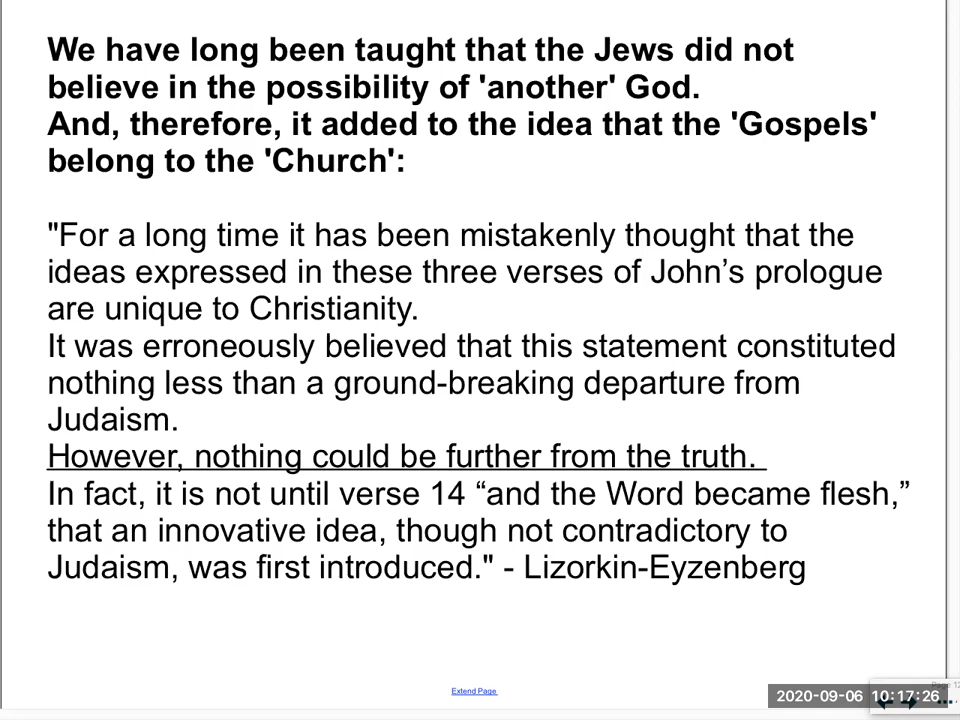 We have long been taught that the Jews did not
believe in the possibility of 'another' God.
And, therefore, it added to the idea that the 'Gospels'
belong to the 'Church':
"For a long time it has been mistakenly thought that the
ideas expressed in these three verses of John’s prologue
are unique to Christianity.
It was erroneously believed that this statement constituted
nothing less than a ground-breaking departure from
Judaism.
However, nothing could be further from the truth.
In fact, it is not until verse 14 “and the Word became flesh,”
that an innovative idea, though not contradictory to
Judaism, was first introduced." - Lizorkin-Eyzenberg
Extend Page
2020-09-06 10:17:26